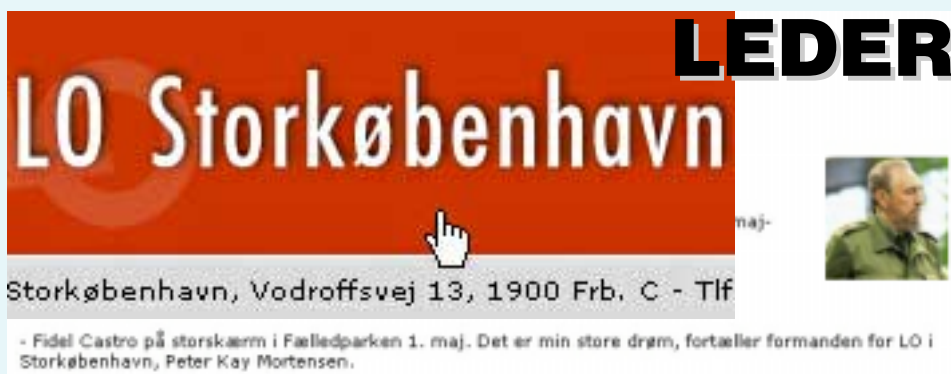 LEDER
LO Storkøbenhavn
maj-
Storkøbenhavn, Vodroffsvej 13, 1900 Frb. C - Tlf
- Fidel Castro på storskærm i Fælledparken 1. maj. Det er min store drøm, fortæller formanden for LO i
Storkøbenhavn, Peter Kay Mortensen.